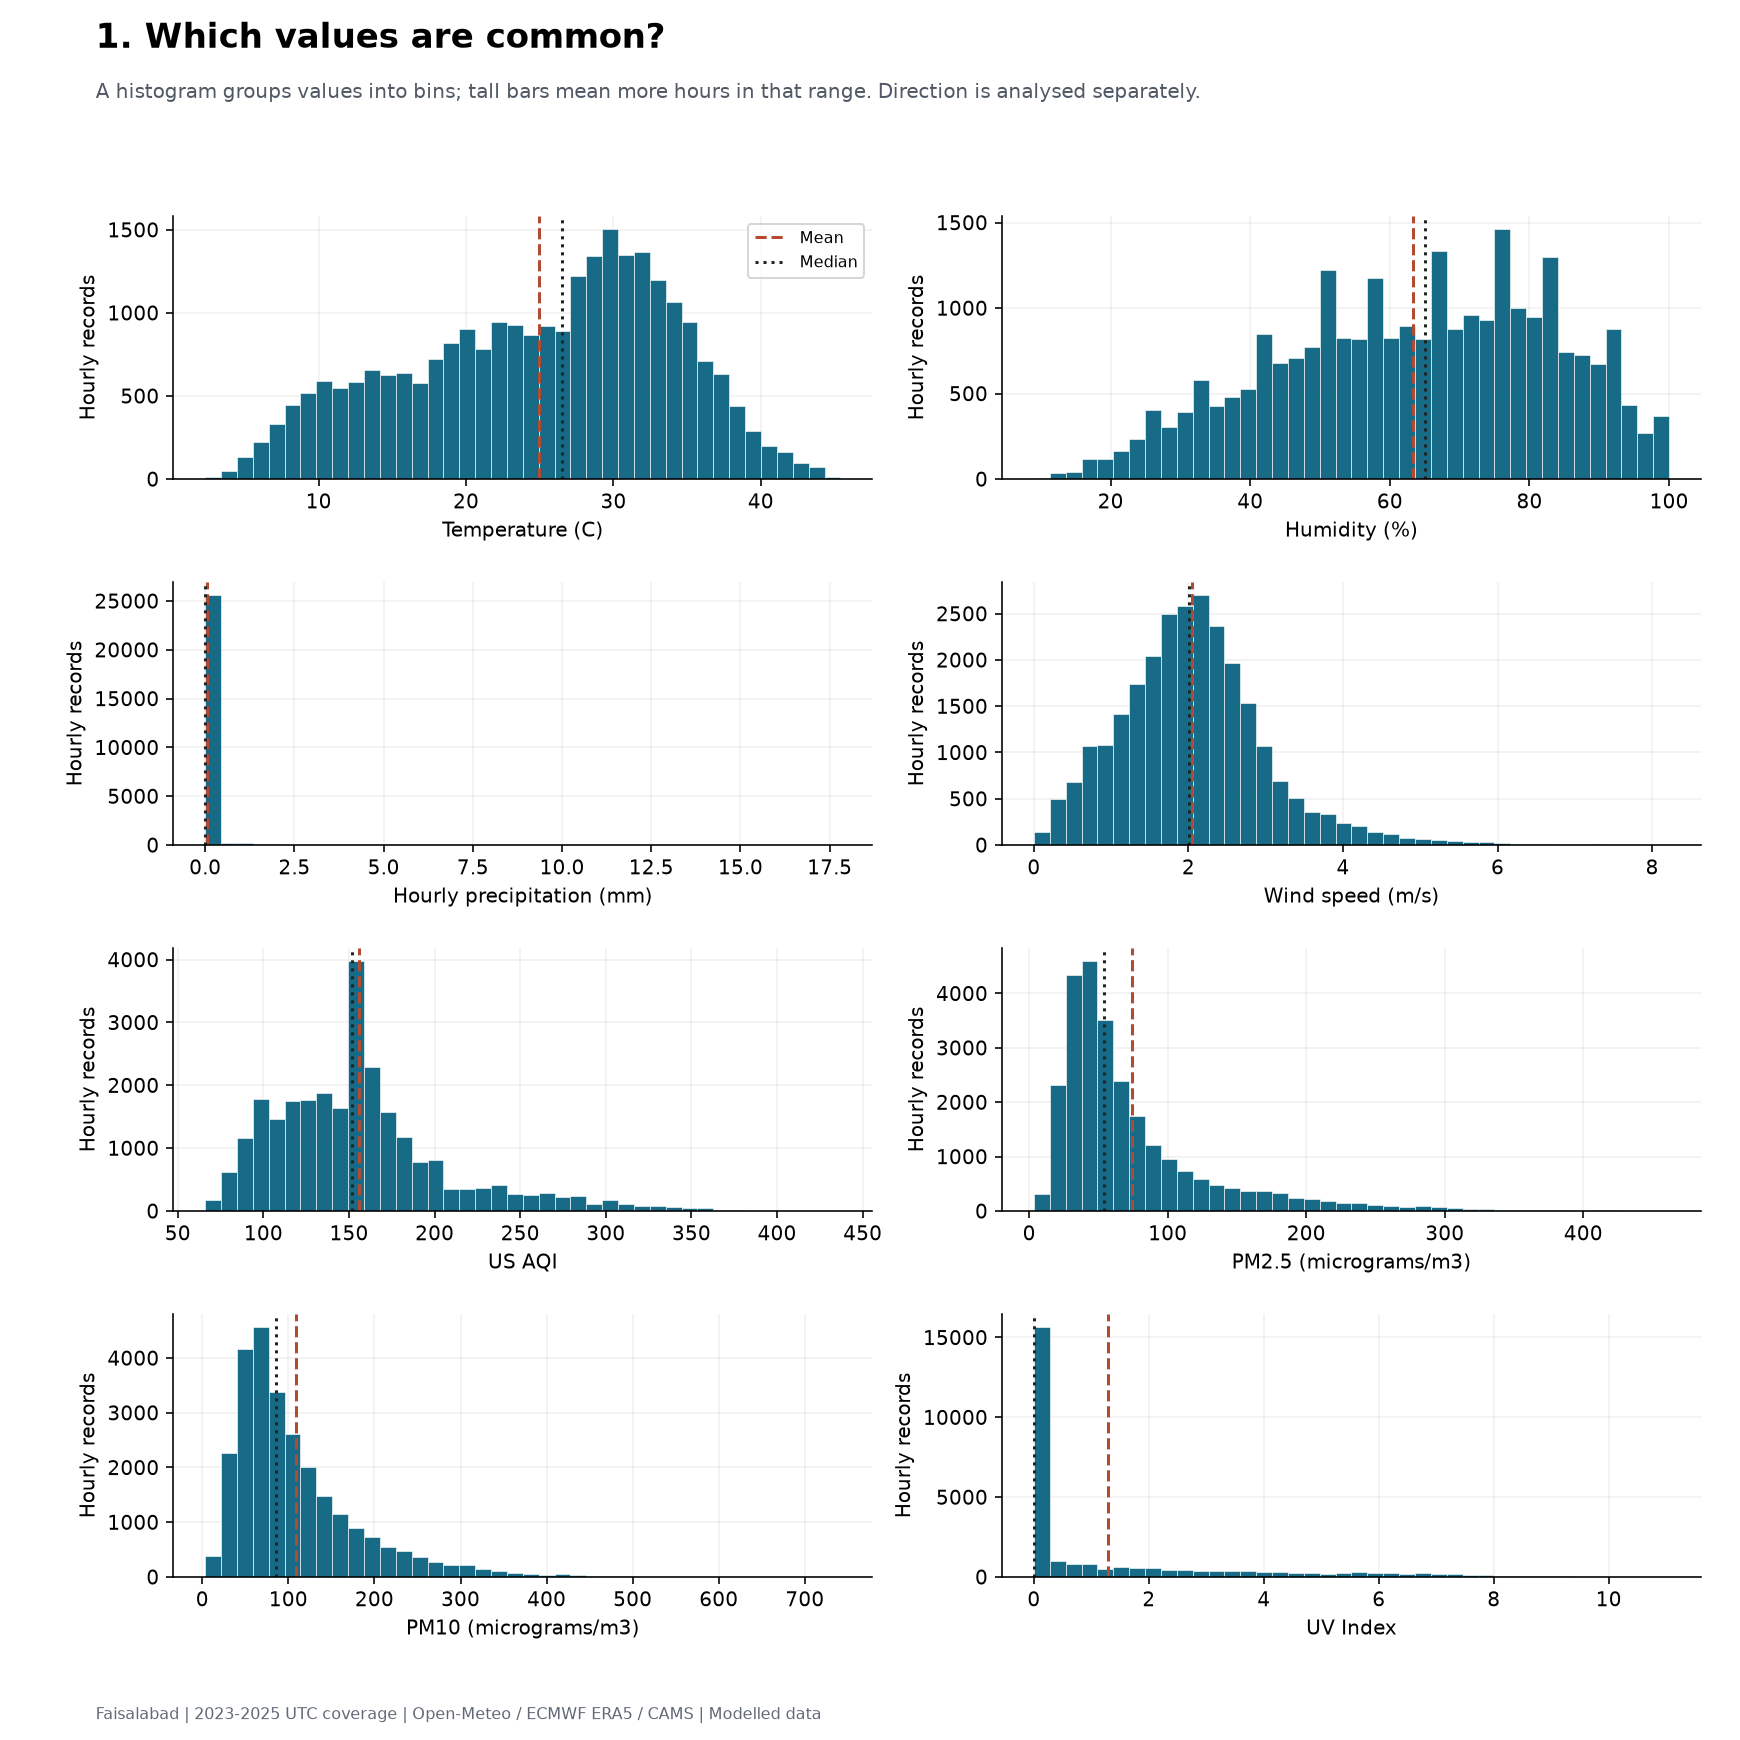 1. Which values are common?
A histogram groups values into bins; tall bars mean more hours in that range. Direction is analysed separately.
Hourly records
1500
1000
500
0
10 20 30 40
Temperature (C)
Mean
Median
Hourly records
1500
1000
500
0
20 40 60 80 100
Humidity (%)
Hourly records
25000
20000
15000
10000
5000
0
0.0 2.5 5.0 7.5 10.0 12.5 15.0 17.5
Hourly precipitation (mm)
Hourly records
2500
2000
1500
1000
500
0
0 2 4 6 8
Wind speed (m/s)
Hourly records
4000
3000
2000
1000
0
50 100 150 200 250 300 350 400 450
US AQI
Hourly records
4000
3000
2000
1000
0
0 100 200 300 400
PM2.5 (micrograms/m3)
Hourly records
4000
3000
2000
1000
0
0 100 200 300 400 500 600 700
PM10 (micrograms/m3)
Hourly records
15000
10000
5000
0
0 2 4 6 8 10
UV Index
Faisalabad | 2023-2025 UTC coverage | Open-Meteo / ECMWF ERA5 / CAMS | Modelled data